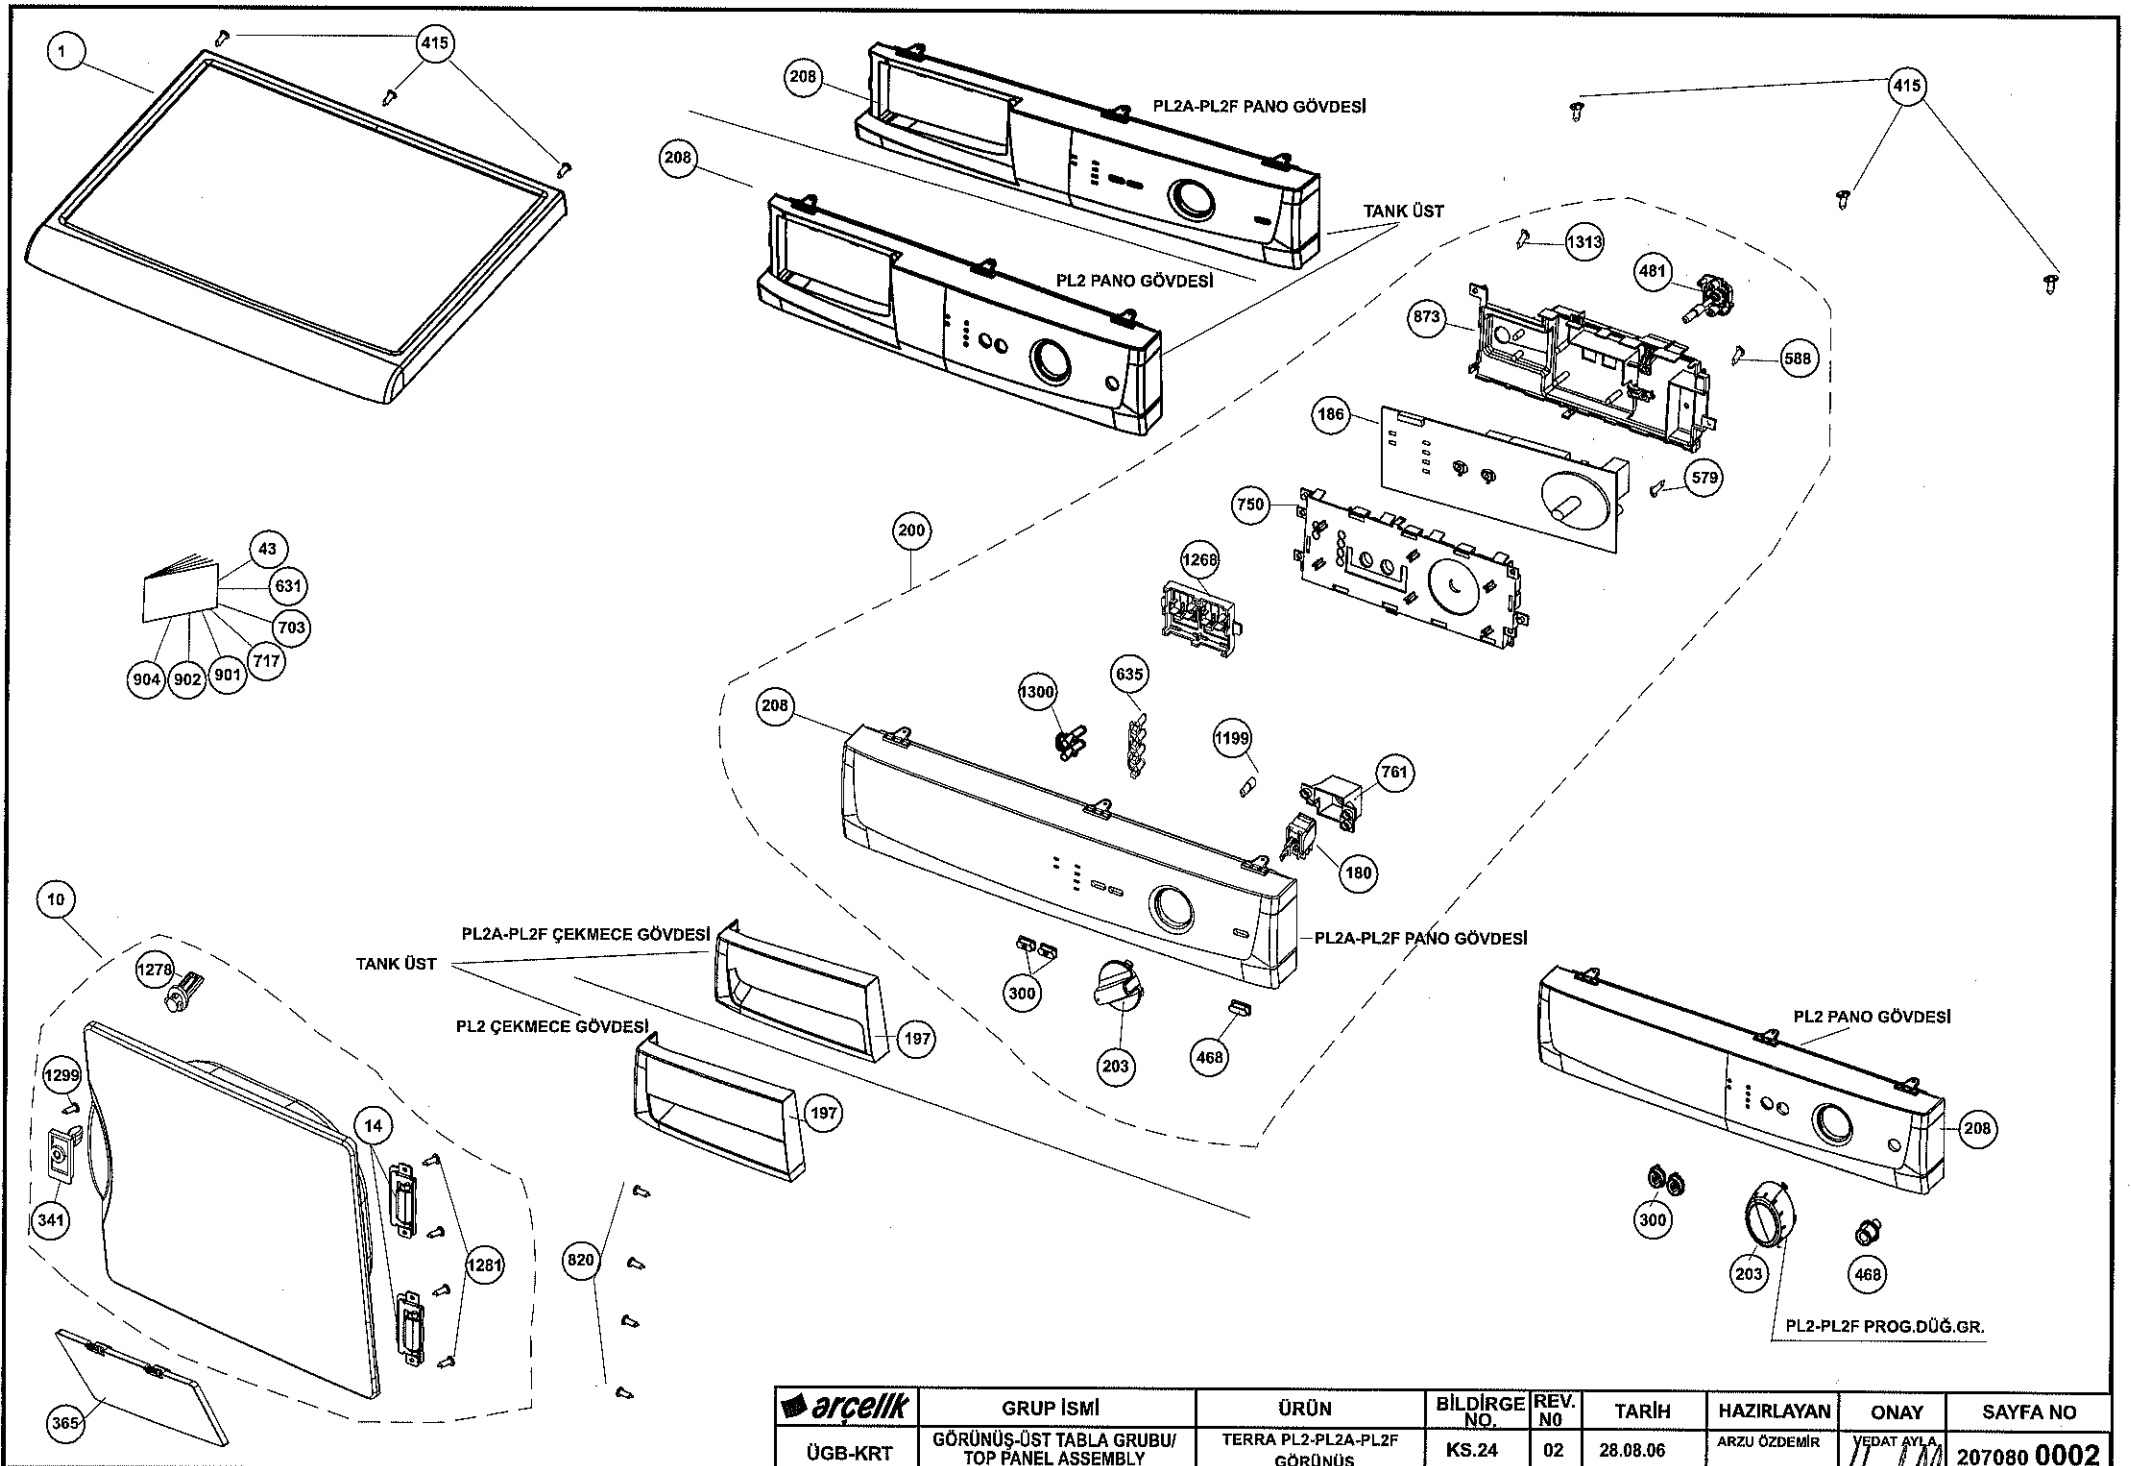 1
415
208
PL2A-PL2F PANO GÖVDESİ
415
208
TANK ÜST
PL2 PANO GÖVDESİ
1313
481
873
588
186
579
750
200
1268
43
631
703
717
901
902
904
635
1300
208
1199
761
180
10
PL2A-PL2F ÇEKMECE GÖVDESİ
PL2A-PL2F PANO GÖVDESİ
TANK ÜST
1278
300
PL2 ÇEKMECE GÖVDESİ
197
203
468
PL2 PANO GÖVDESİ
1299
14
197
208
341
1281
820
300
203
468
PL2-PL2F PROG.DÜĞ.GR.
365
arçelik
GRUP İSMİ
ÜRÜN
BİLDİRGE NO.
REV. N0
TARİH
HAZIRLAYAN
ONAY
SAYFA NO
ÜGB-KRT
GÖRÜNÜŞ-ÜST TABLA GRUBU/
TOP PANEL ASSEMBLY
TERRA PL2-PL2A-PL2F
GÖRÜNÜŞ
KS.24
02
28.08.06
ARZU ÖZDEMİR
VEDAT AYLA
207080 0002